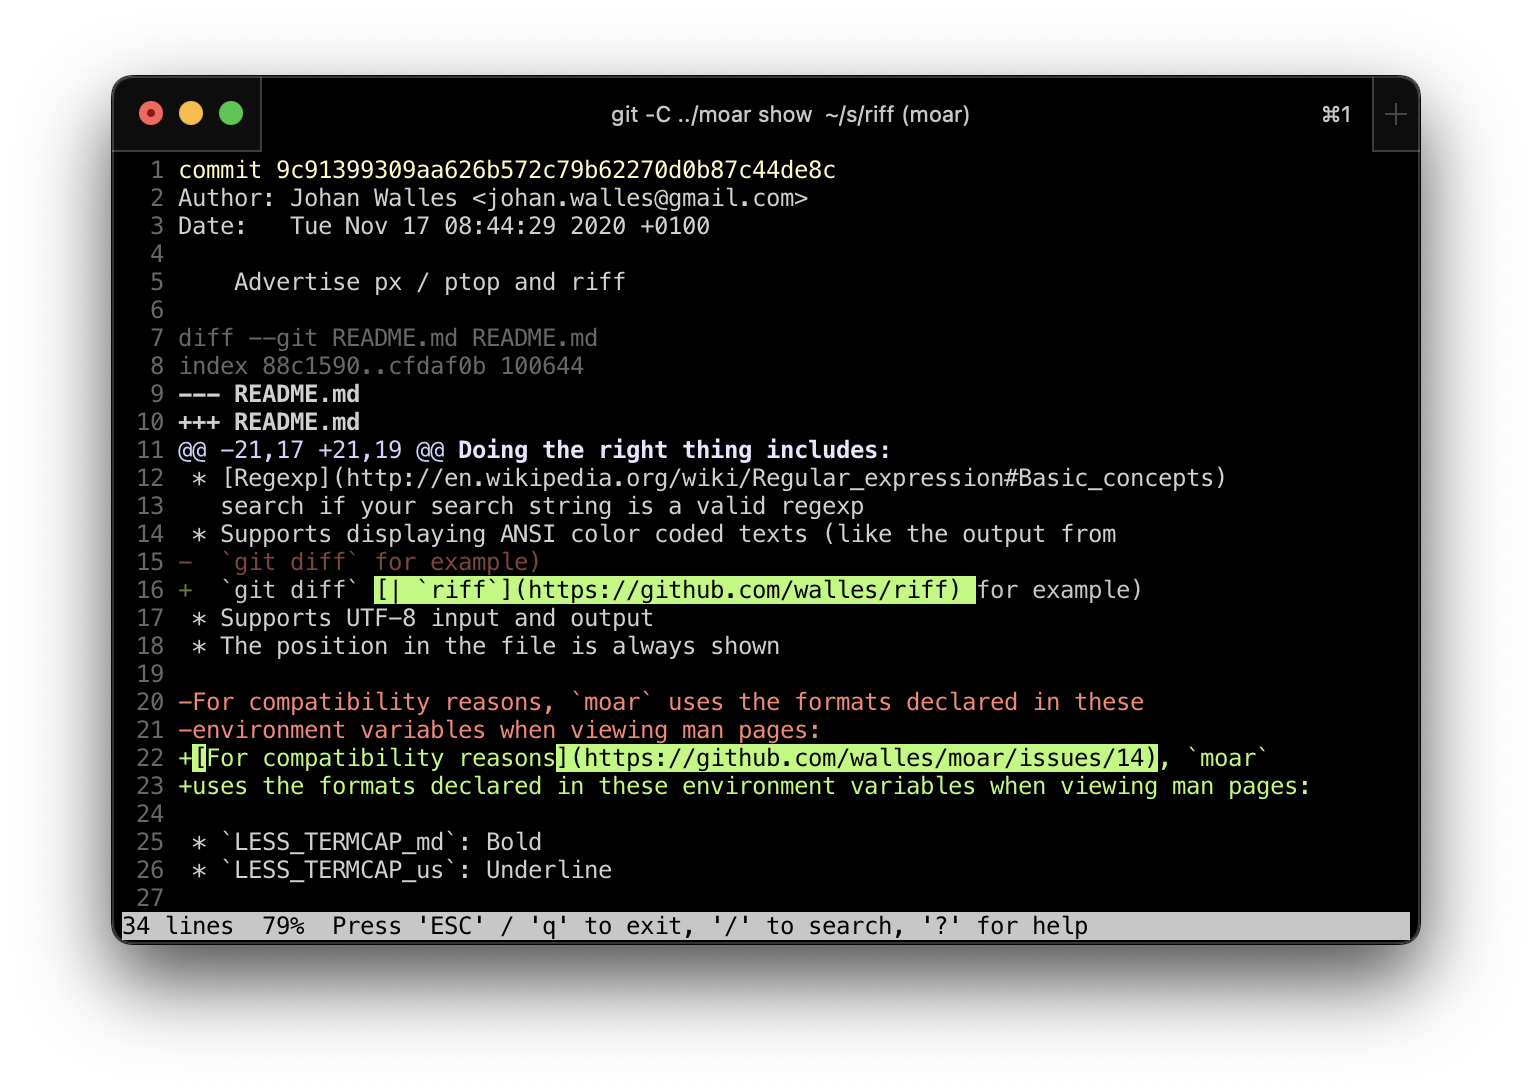 git -C ../moar show  ~/s/riff (moar) ⌘1 +
1 commit 9c91399309aa626b572c79b62270d0b87c44de8c
2 Author: Johan Walles <johan.walles@gmail.com>
3 Date:   Tue Nov 17 08:44:29 2020 +0100
4
5     Advertise px / ptop and riff
6
7 diff --git README.md README.md
8 index 88c1590..cfdaf0b 100644
9 --- README.md
10 +++ README.md
11 @@ -21,17 +21,19 @@ Doing the right thing includes:
12  * [Regexp](http://en.wikipedia.org/wiki/Regular_expression#Basic_concepts)
13    search if your search string is a valid regexp
14  * Supports displaying ANSI color coded texts (like the output from
15 -  `git diff` for example)
16 +  `git diff` [| `riff`](https://github.com/walles/riff) for example)
17  * Supports UTF-8 input and output
18  * The position in the file is always shown
19
20 -For compatibility reasons, `moar` uses the formats declared in these
21 -environment variables when viewing man pages:
22 +[For compatibility reasons](https://github.com/walles/moar/issues/14), `moar`
23 +uses the formats declared in these environment variables when viewing man pages:
24
25  * `LESS_TERMCAP_md`: Bold
26  * `LESS_TERMCAP_us`: Underline
27
34 lines  79%  Press 'ESC' / 'q' to exit, '/' to search, '?' for help